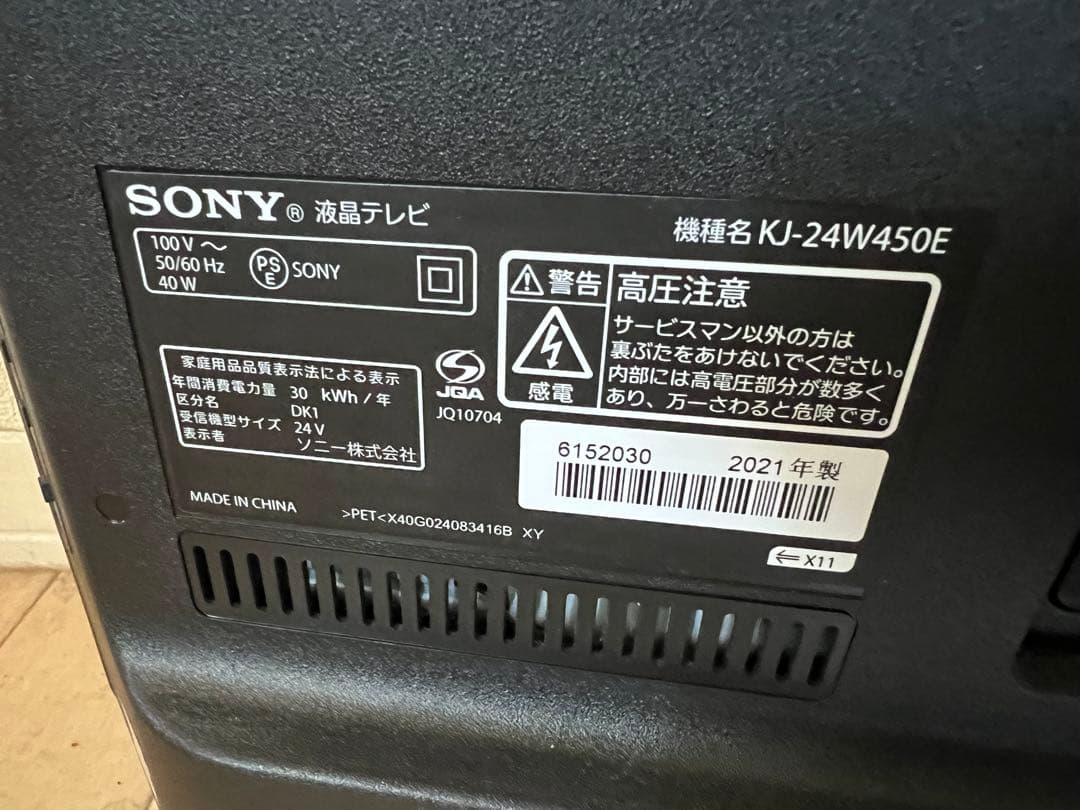 SONY® 液晶テレビ
機種名 KJ-24W450E
100 V ～
50/60 Hz
40 W
PSE SONY
警告 高圧注意
サービスマン以外の方は
裏ぶたをあけないでください。
内部には高電圧部分が数多く
あり、万一さわると危険です。
感電
家庭用品品質表示法による表示
年間消費電力量 30 kWh / 年
区分名 DK1
受信機型サイズ 24 V
表示者 ソニー株式会社
JQA
JQ10704
6152030 2021 年製
MADE IN CHINA
>PET<X40G024083416B XY
⇐ X11